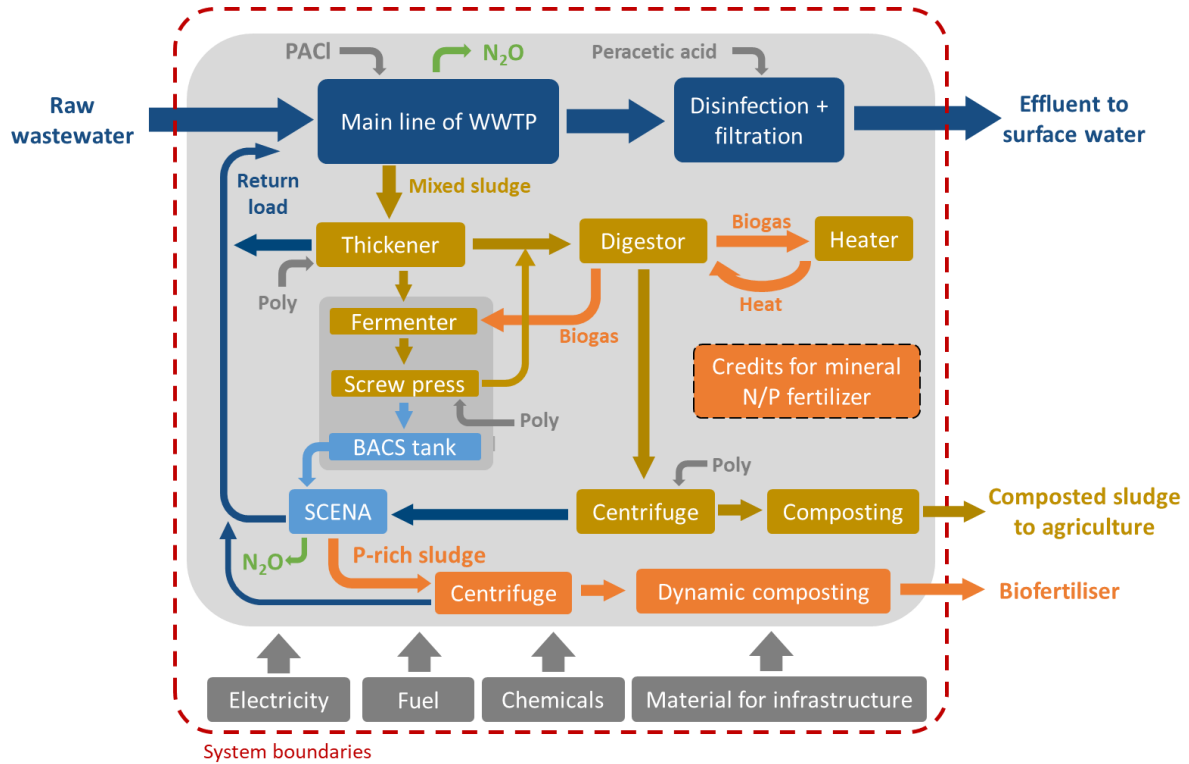 PACl
N₂O
Peracetic acid
Raw
wastewater
Main line of WWTP
Disinfection +
filtration
Effluent to
surface water
Return
load
Mixed sludge
Thickener
Digestor
Biogas
Heater
Poly
Heat
Fermenter
Biogas
Screw press
Credits for mineral
N/P fertilizer
Poly
BACS tank
Poly
SCENA
Centrifuge
Composting
Composted sludge
to agriculture
N₂O
P-rich sludge
Centrifuge
Dynamic composting
Biofertiliser
Electricity
Fuel
Chemicals
Material for infrastructure
System boundaries